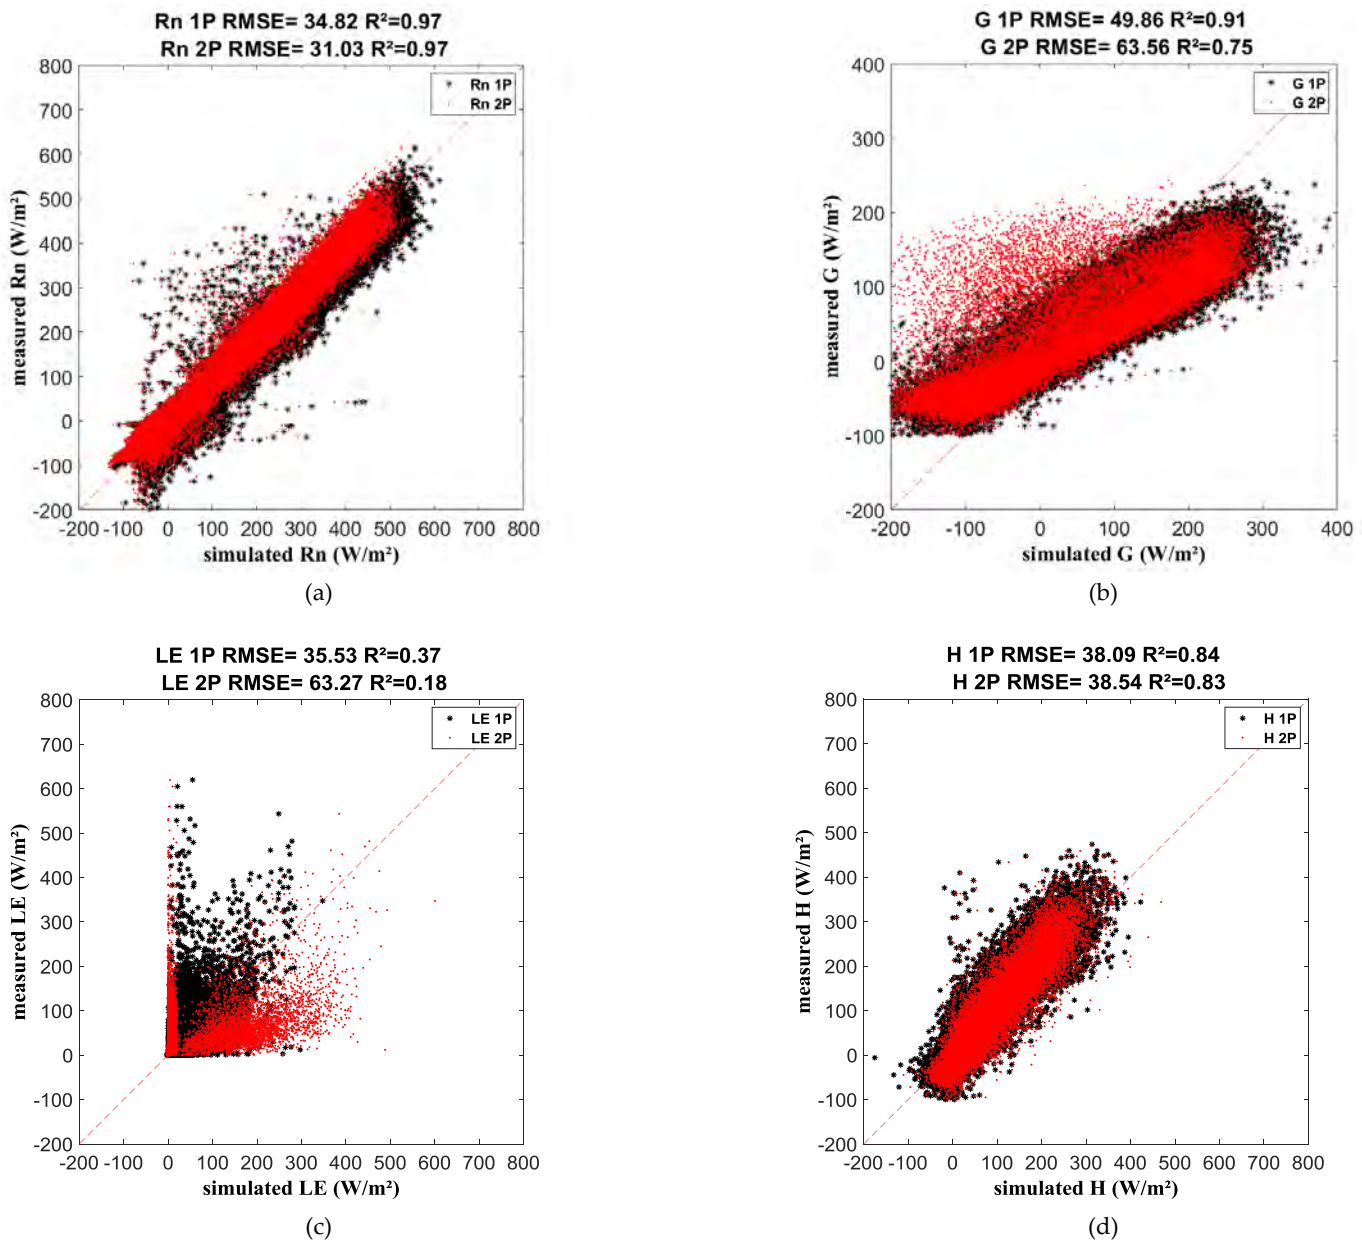 Rn 1P RMSE= 34.82 R²=0.97
Rn 2P RMSE= 31.03 R²=0.97
800
700
600
500
400
300
200
100
0
-100
-200
measured Rn (W/m²)
Rn 1P
Rn 2P
-200 -100 0 100 200 300 400 500 600 700 800
simulated Rn (W/m²)
(a)
G 1P RMSE= 49.86 R²=0.91
G 2P RMSE= 63.56 R²=0.75
400
300
200
100
0
-100
-200
measured G (W/m²)
G 1P
G 2P
-200 -100 0 100 200 300 400
simulated G (W/m²)
(b)
LE 1P RMSE= 35.53 R²=0.37
LE 2P RMSE= 63.27 R²=0.18
800
700
600
500
400
300
200
100
0
-100
-200
measured LE (W/m²)
LE 1P
LE 2P
-200 -100 0 100 200 300 400 500 600 700 800
simulated LE (W/m²)
(c)
H 1P RMSE= 38.09 R²=0.84
H 2P RMSE= 38.54 R²=0.83
800
700
600
500
400
300
200
100
0
-100
-200
measured H (W/m²)
H 1P
H 2P
-200 -100 0 100 200 300 400 500 600 700 800
simulated H (W/m²)
(d)